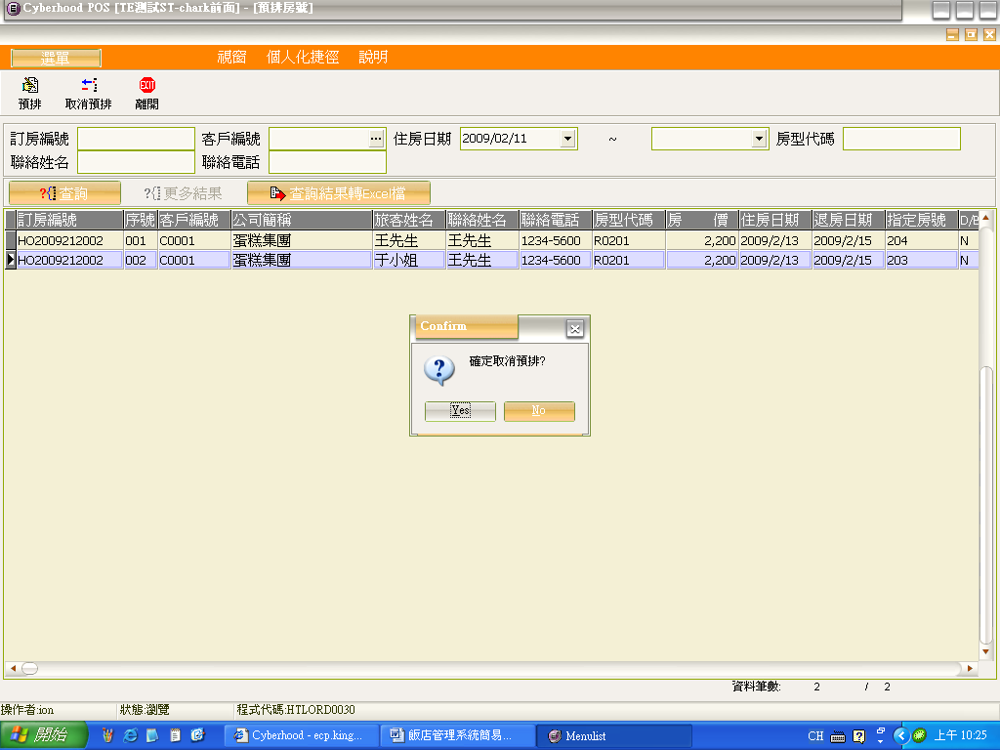 Cyberhood POS [TE測試ST-chark前面] - [預排房號]
選單 視窗 個人化捷徑 說明
預排 取消預排 離開
訂房編號 客戶編號 住房日期 2009/02/11 ~ 房型代碼
聯絡姓名 聯絡電話
查詢 更多結果 查詢結果轉Excel檔
訂房編號 序號 客戶編號 公司簡稱 旅客姓名 聯絡姓名 聯絡電話 房型代碼 房 價 住房日期 退房日期 指定房號
HO2009212002 001 C0001 蛋糕集團 王先生 王先生 1234-5600 R0201 2,200 2009/2/13 2009/2/15 204 N
HO2009212002 002 C0001 蛋糕集團 于小姐 王先生 1234-5600 R0201 2,200 2009/2/13 2009/2/15 203 N
Confirm
確定取消預排?
Yes No
資料筆數: 2 / 2
操作者:ion 狀態:瀏覽 程式代碼:HTLORD0030
開始 Cyberhood - ecp king... 飯店管理系統簡易... Menulist CH 上午 10:25